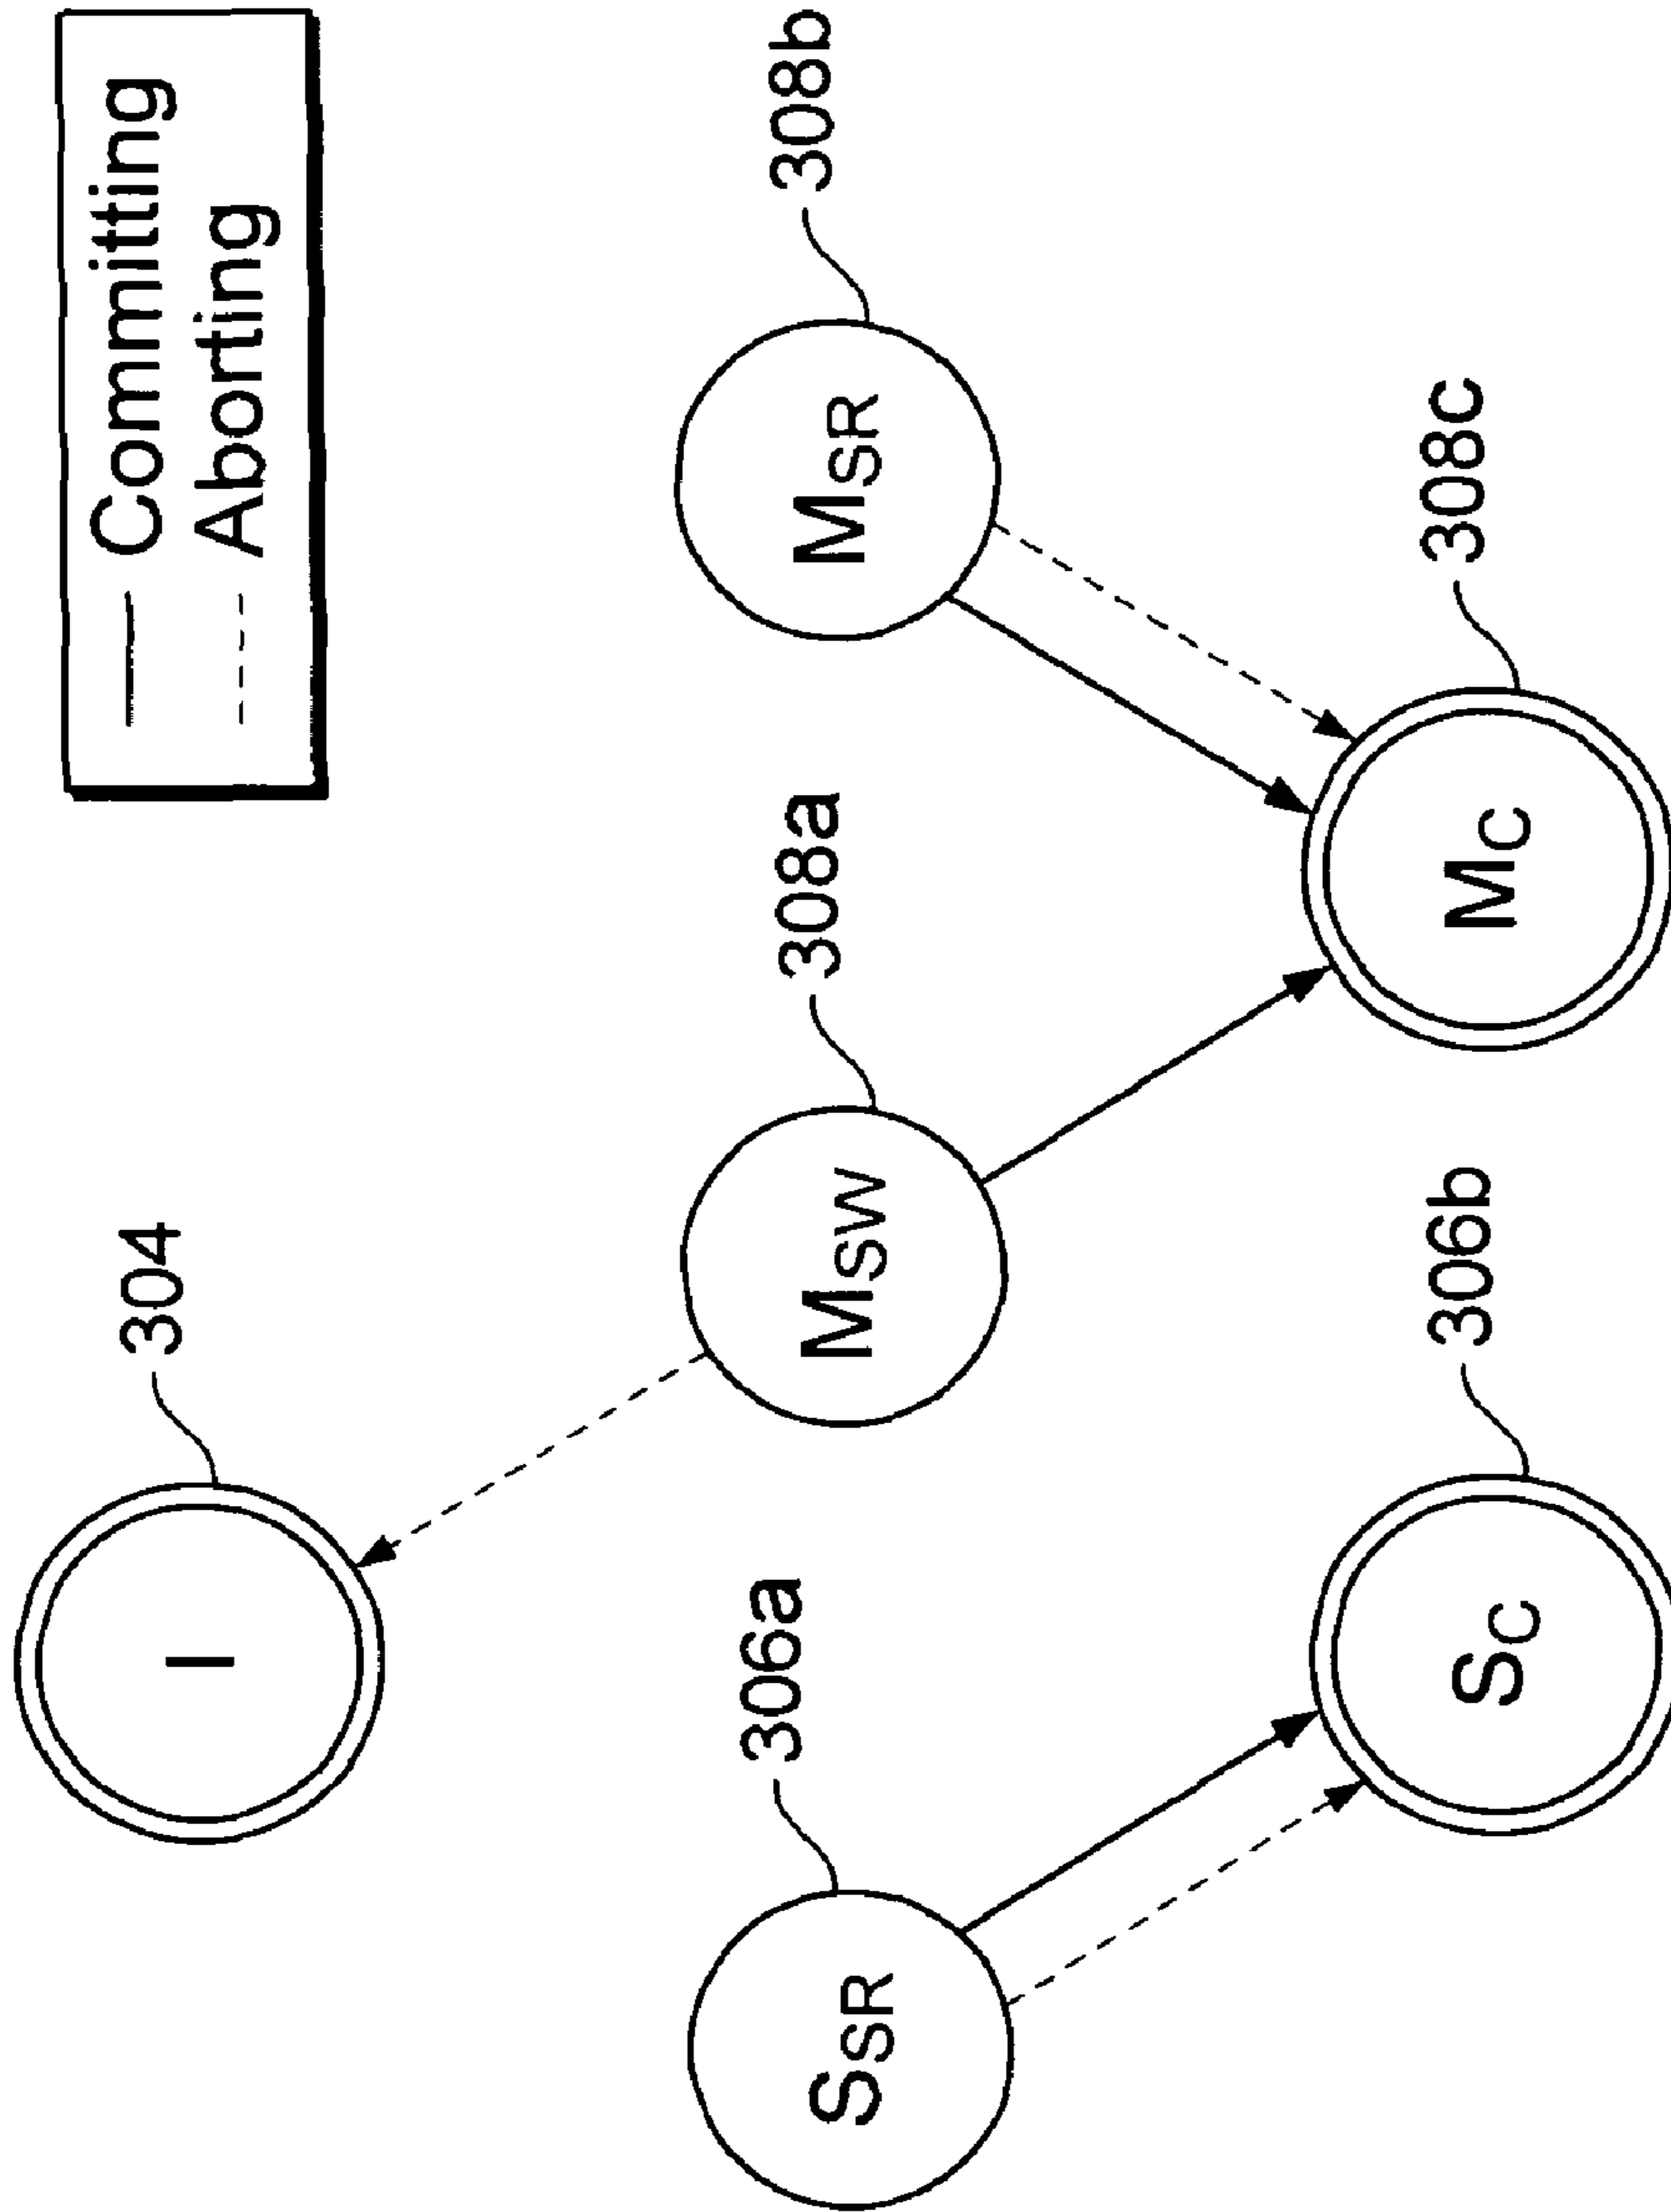 Committing
Aborting
304
I
306a
308a
308b
SSR
MSW
MSR
306b
308c
SC
MC